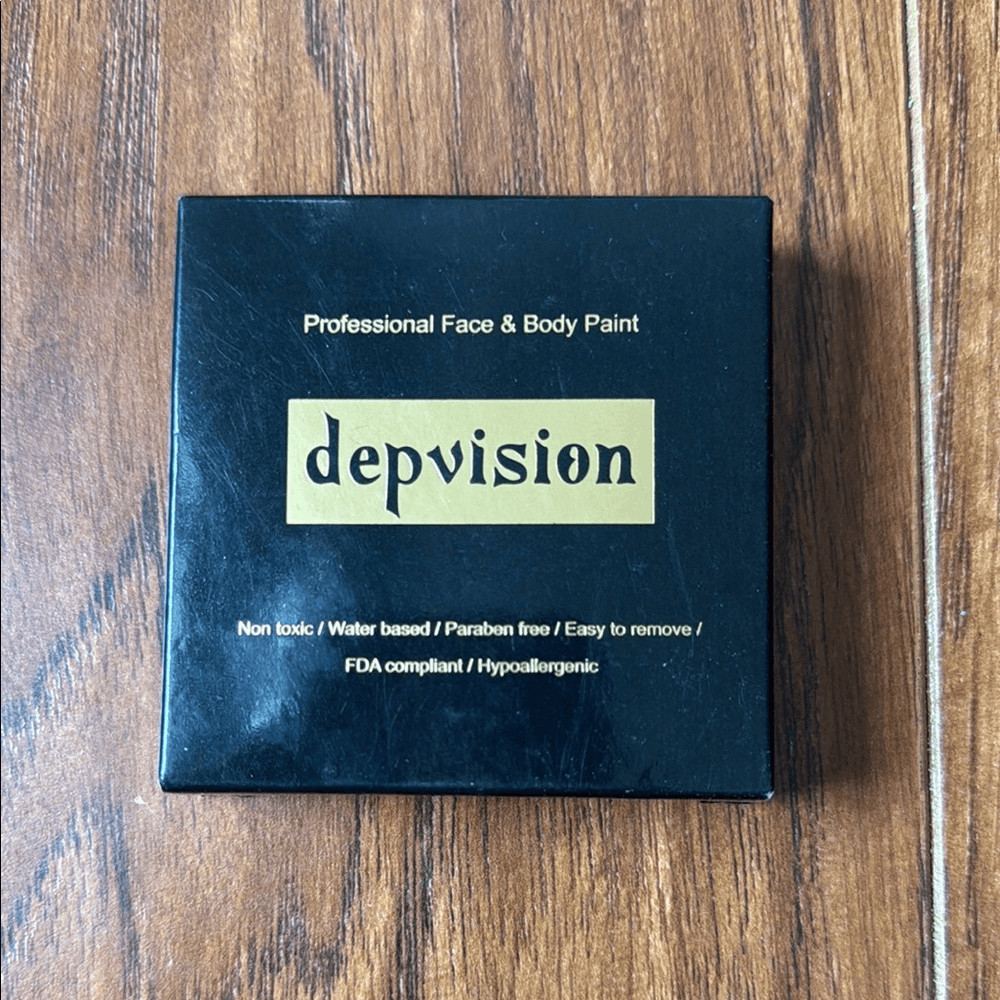 Professional Face & Body Paint
depvision
Non toxic / Water based / Paraben free / Easy to remove /
FDA compliant / Hypoallergenic